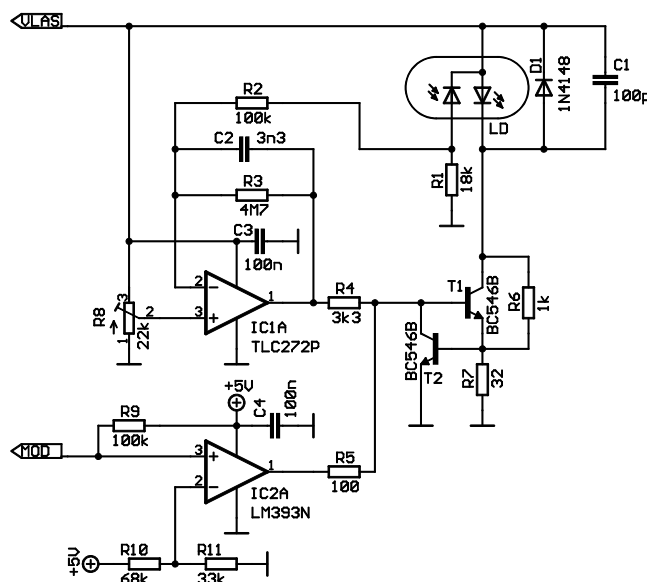 VLAS
R2
100k
C2 3n3
R3
4M7
C3
100n
LD
D1
1N4148
C1
100p
R1
18k
R8
3
2
1
22k
2
3
1
IC1A
TLC272P
R4
3k3
T1
BC546B
R6
1k
BC546B
T2
R7
32
+5V
C4
100n
R9
100k
MOD
3
2
1
IC2A
LM393N
R5
100
+5V
R10
68k
R11
33k